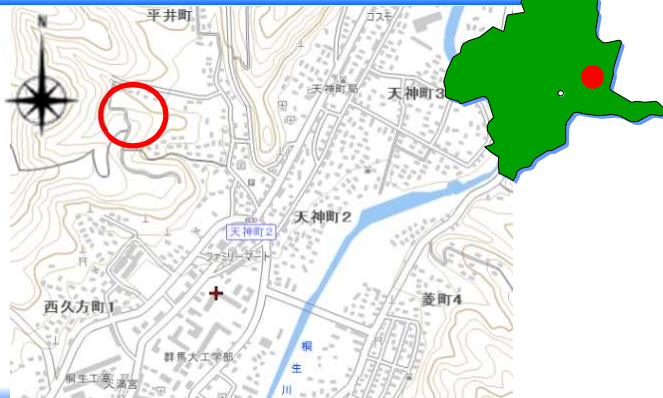 平井町
コスモ
N
天神町局
天神町3
天神町2
天神町2
ファミリーマート
西久方町1
菱町4
群馬大工学部
桐生川
桐生工高
天満宮